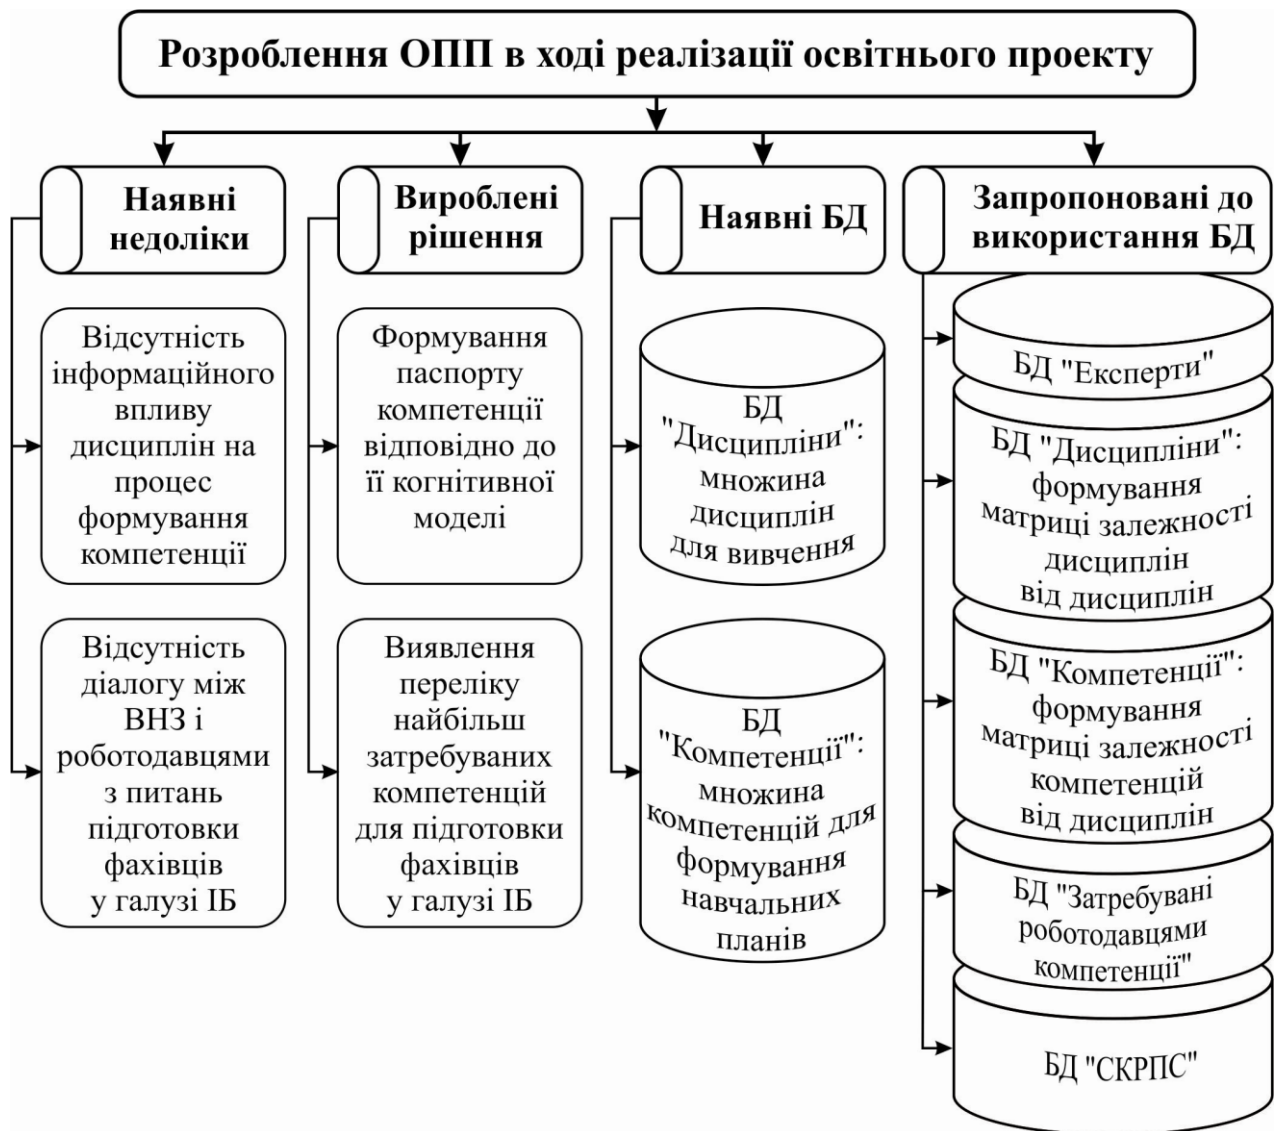 Розроблення ОПП в ході реалізації освітнього проекту
Наявні
недоліки
Відсутність
інформаційного
впливу
дисциплін на
процес
формування
компетенції
Відсутність
діалогу між
ВНЗ і
роботодавцями
з питань
підготовки
фахівців
у галузі ІБ
Вироблені
рішення
Формування
паспорту
компетенції
відповідно до
її когнітивної
моделі
Виявлення
переліку
найбільш
затребуваних
компетенцій
для підготовки
фахівців
у галузі ІБ
Наявні БД
БД
"Дисципліни":
множина
дисциплін
для вивчення
БД
"Компетенції":
множина
компетенцій для
формування
навчальних
планів
Запропоновані до
використання БД
БД "Експерти"
БД "Дисципліни":
формування
матриці залежності
дисциплін
від дисциплін
БД "Компетенції":
формування
матриці залежності
компетенцій
від дисциплін
БД "Затребувані
роботодавцями
компетенції"
БД "СКРПС"